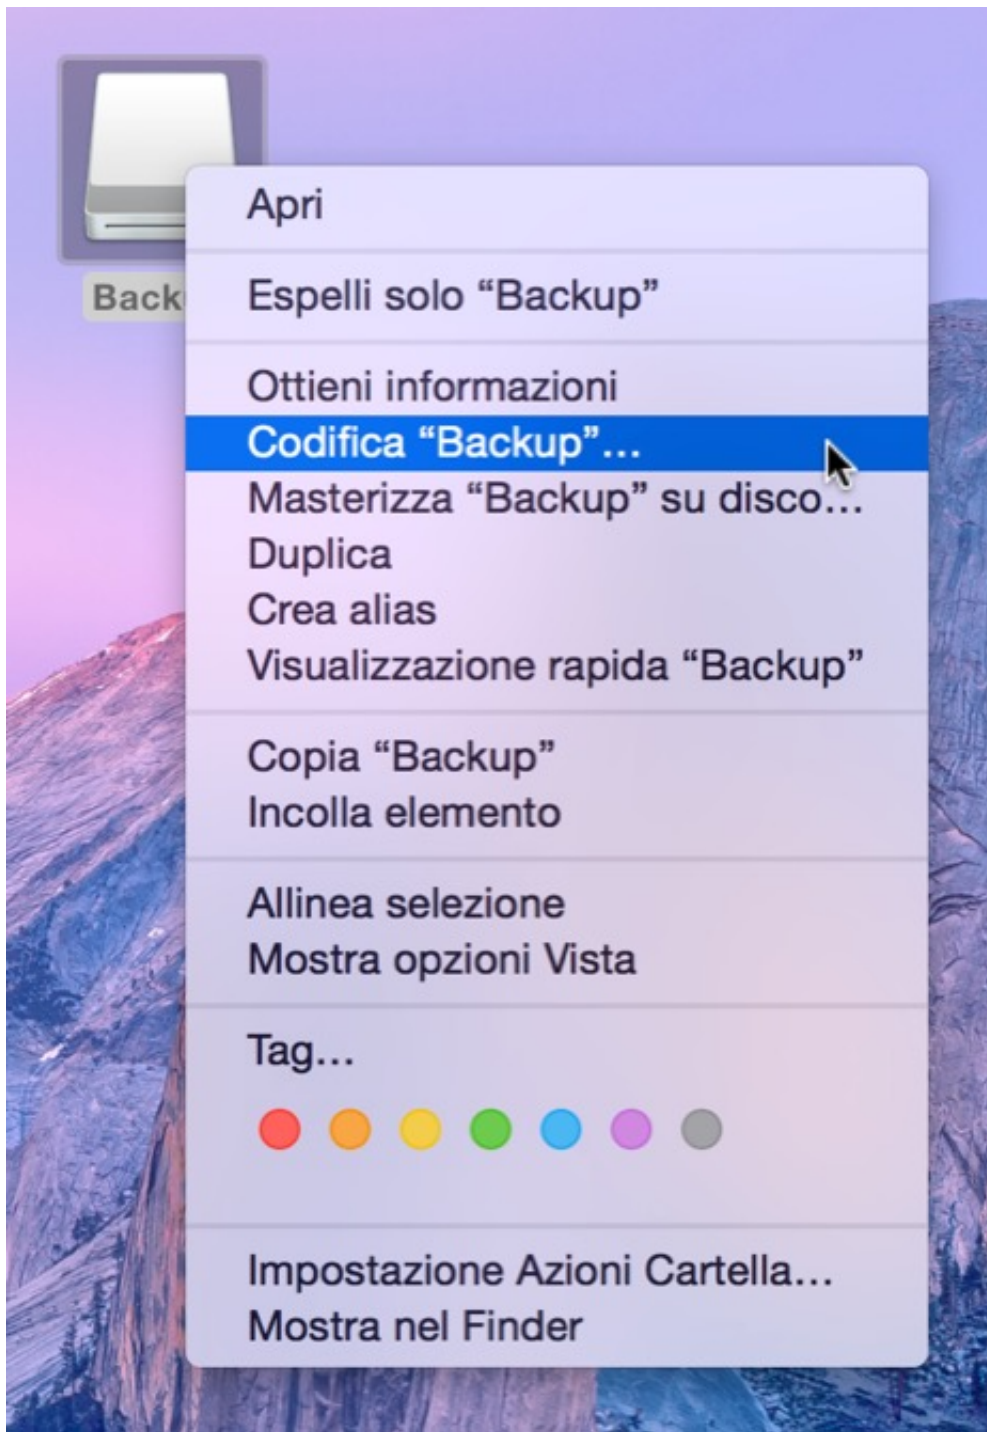 Apri
Espelli solo “Backup”
Ottieni informazioni
Codifica “Backup”...
Masterizza “Backup” su disco...
Duplica
Crea alias
Visualizzazione rapida “Backup”
Copia “Backup”
Incolla elemento
Allinea selezione
Mostra opzioni Vista
Tag...
Impostazione Azioni Cartella...
Mostra nel Finder